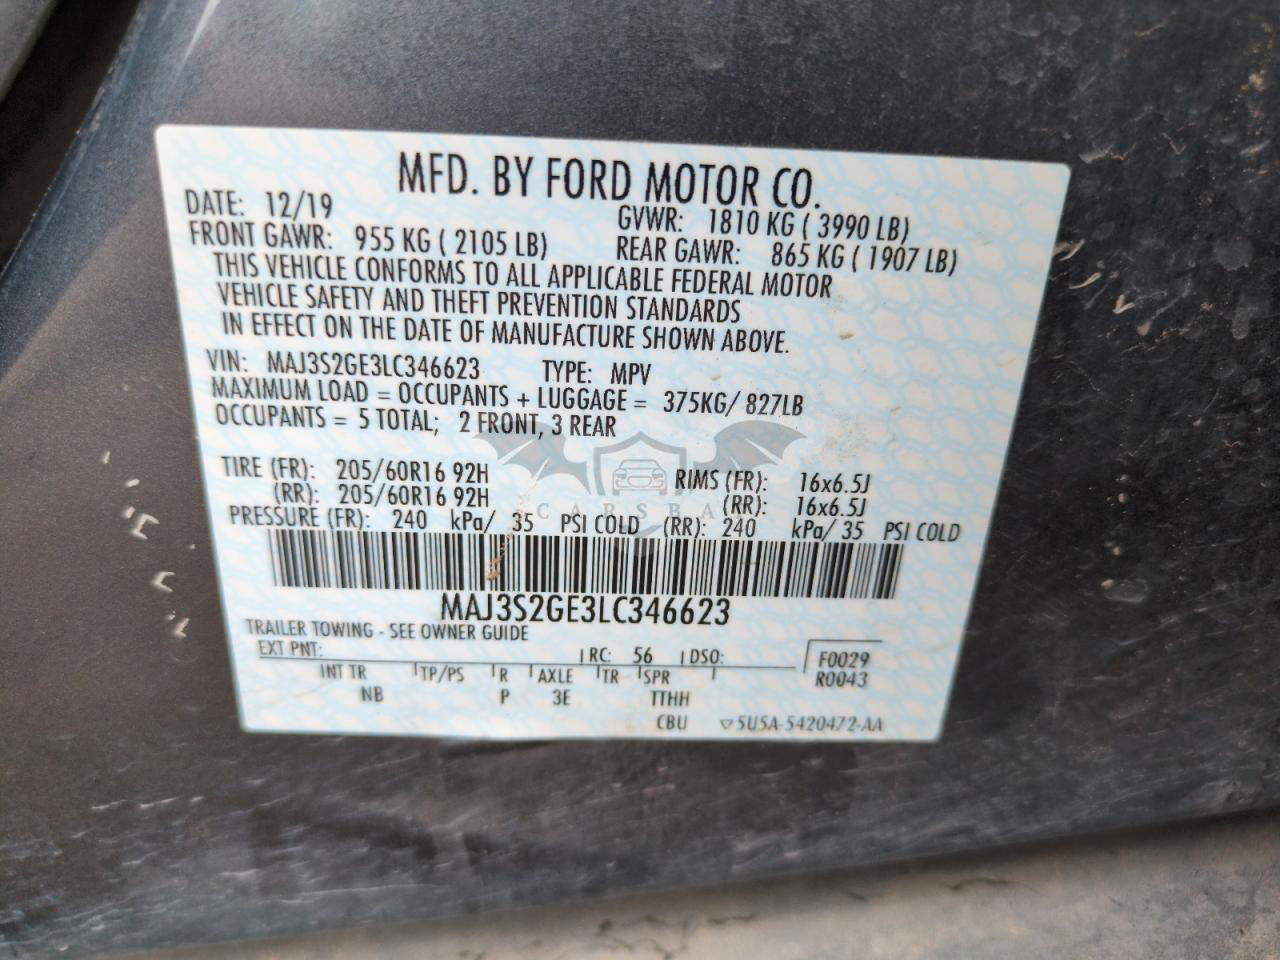 MFD. BY FORD MOTOR CO.
DATE: 12/19 GVWR: 1810 KG ( 3990 LB)
FRONT GAWR: 955 KG ( 2105 LB) REAR GAWR: 865 KG ( 1907 LB)
THIS VEHICLE CONFORMS TO ALL APPLICABLE FEDERAL MOTOR
VEHICLE SAFETY AND THEFT PREVENTION STANDARDS
IN EFFECT ON THE DATE OF MANUFACTURE SHOWN ABOVE.
VIN: MAJ3S2GE3LC346623 TYPE: MPV
MAXIMUM LOAD = OCCUPANTS + LUGGAGE = 375KG/ 827LB
OCCUPANTS = 5 TOTAL; 2 FRONT, 3 REAR
TIRE (FR): 205/60R16 92H RIMS (FR): 16x6.5J
(RR): 205/60R16 92H (RR): 16x6.5J
CARSBA
PRESSURE (FR): 240 kPa/ 35 PSI COLD (RR): 240 kPa/ 35 PSI COLD
MAJ3S2GE3LC346623
TRAILER TOWING - SEE OWNER GUIDE
EXT PNT: RC: 56 DSO: F0029
INT TR TP/PS R AXLE TR SPR R0043
NB P 3E TTHH
CBU ▽5U5A-5420472-AA